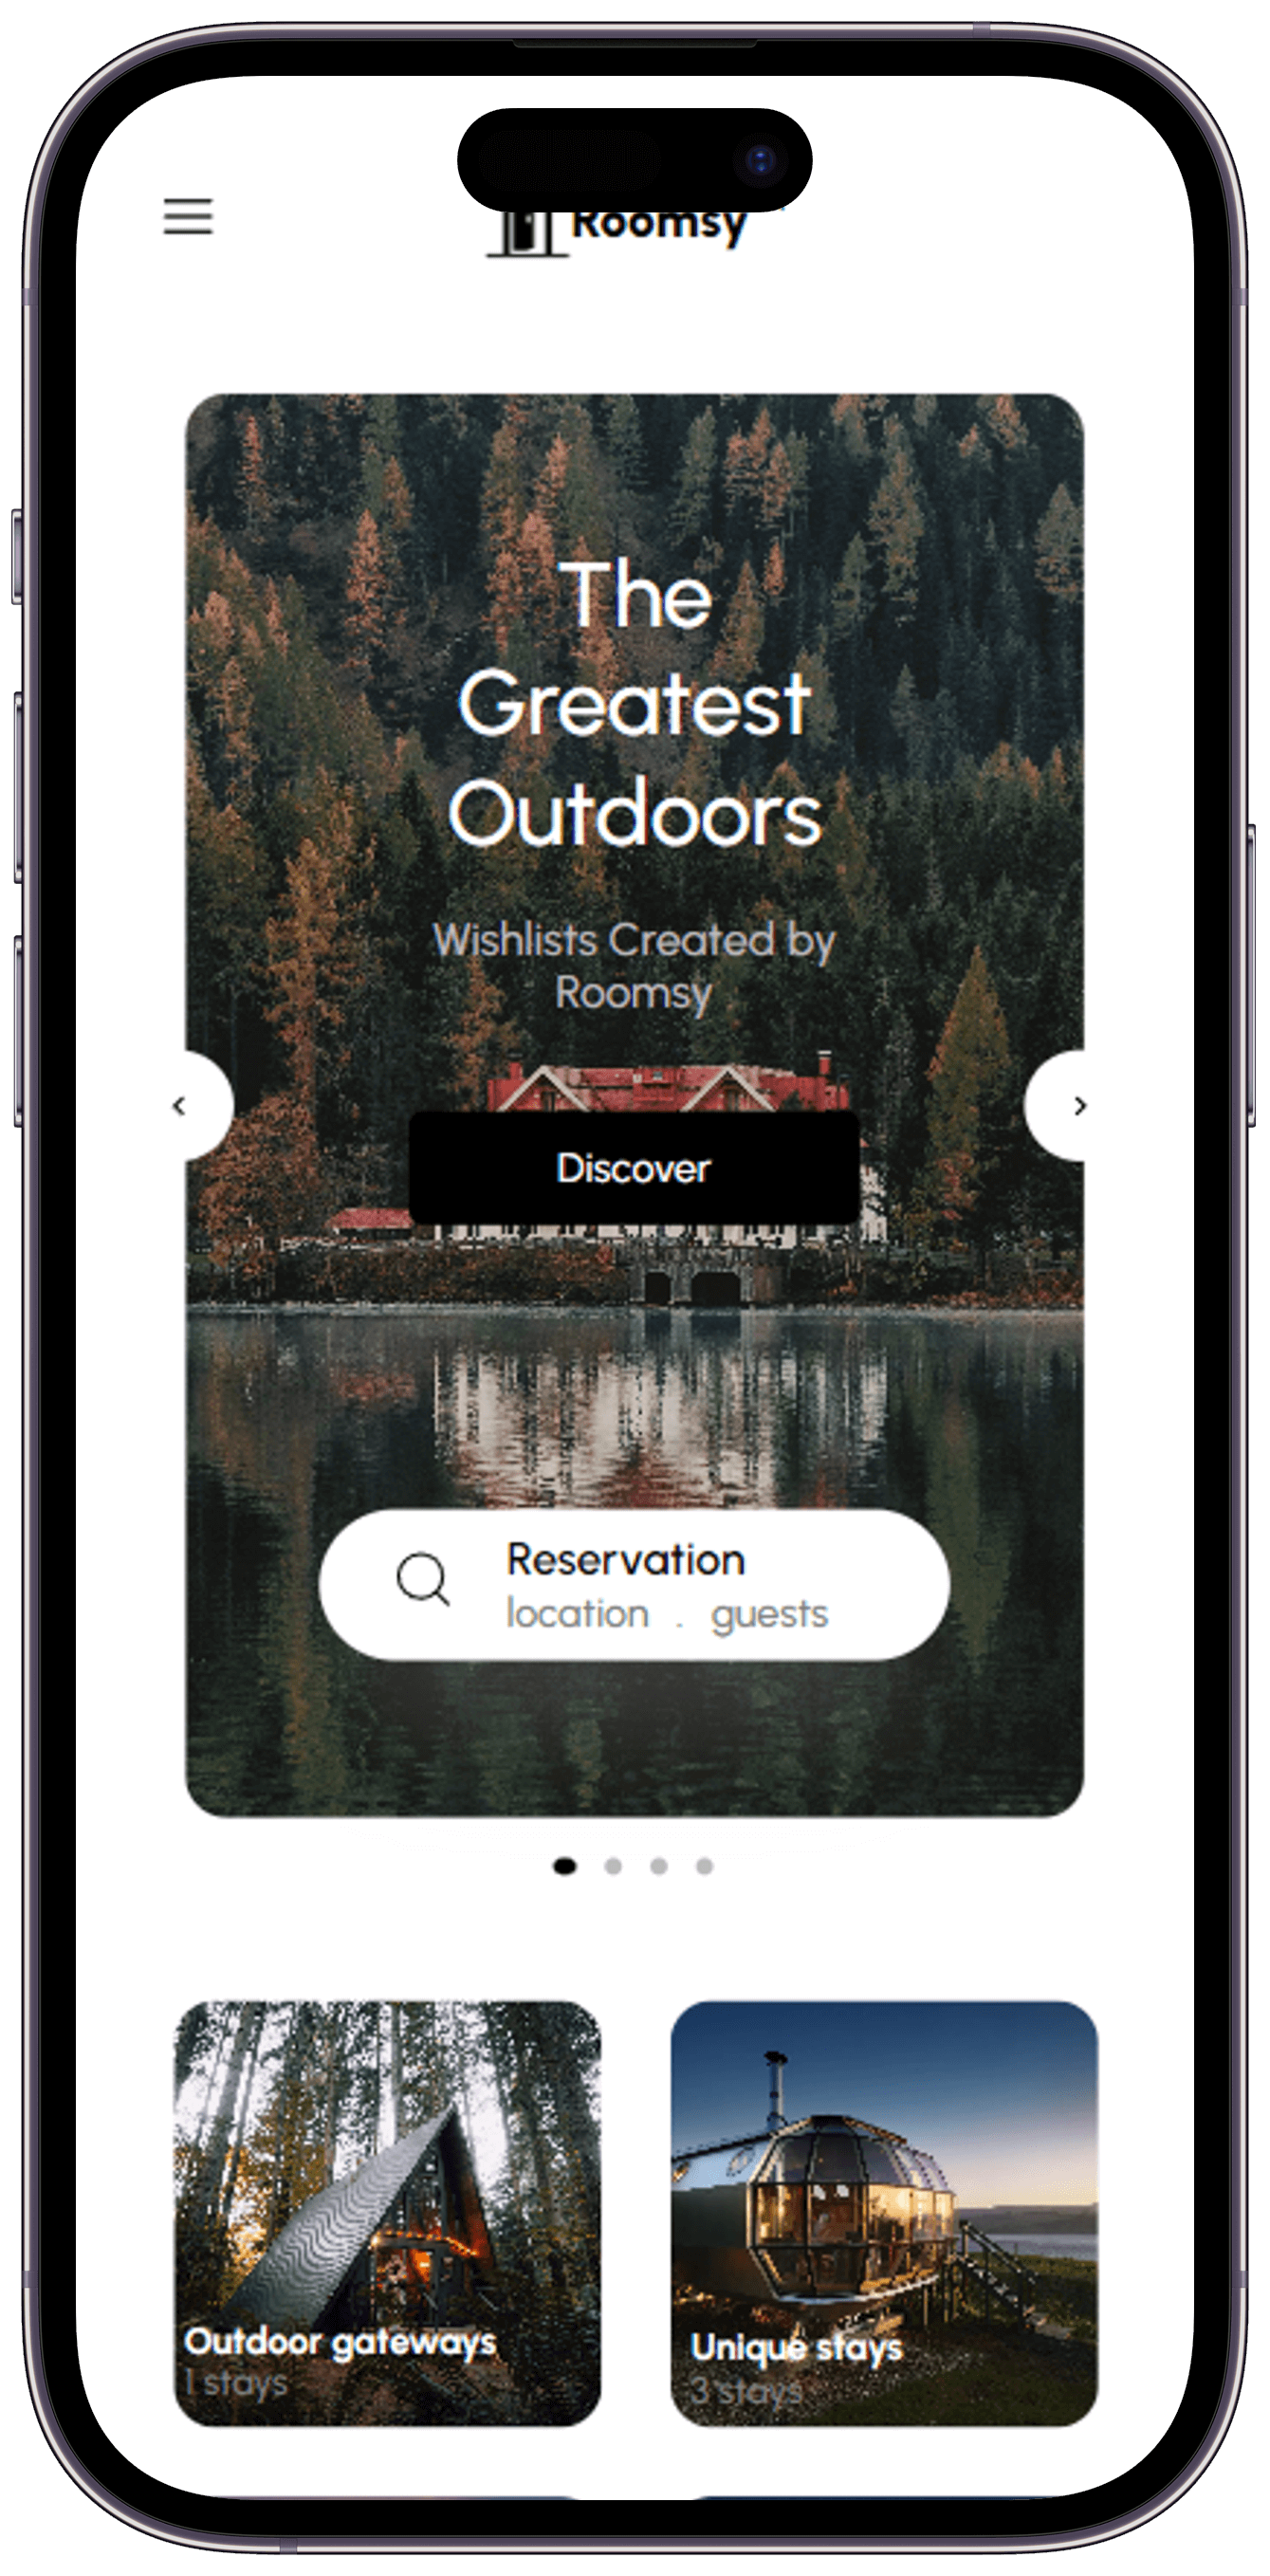 Roomsy
The
Greatest
Outdoors
Wishlists Created by
Roomsy
Discover
Reservation
location . guests
Outdoor gateways
1 stays
Unique stays
3 stays